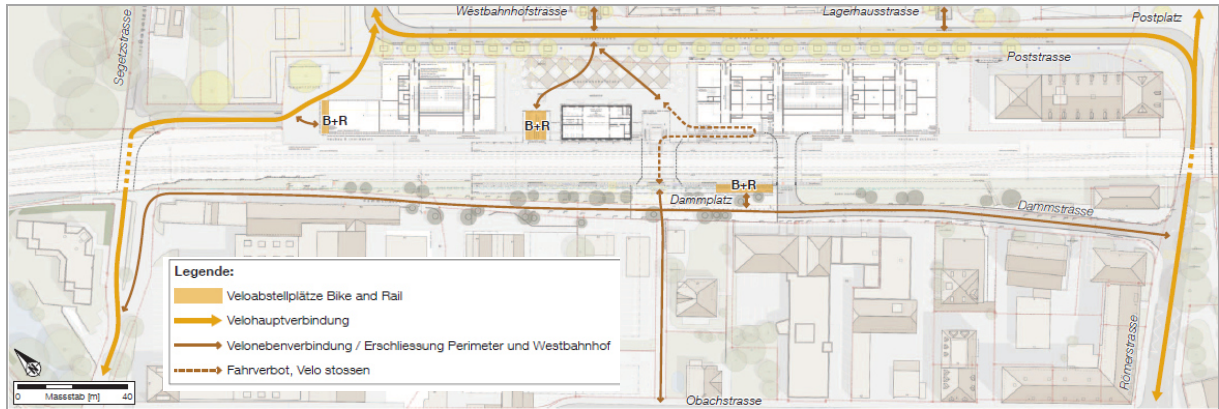 Westbahnhofstrasse
Lagerhausstrasse
Postplatz
Segetzstrasse
Poststrasse
B+R
B+R
B+R
Dammplatz
Dammstrasse
Legende:
Veloabstellplätze Bike and Rail
Velohauptverbindung
Velonebenverbindung / Erschliessung Perimeter und Westbahnhof
Fahrverbot, Velo stossen
Römerstrasse
0 Massstab [m] 40
Obachstrasse